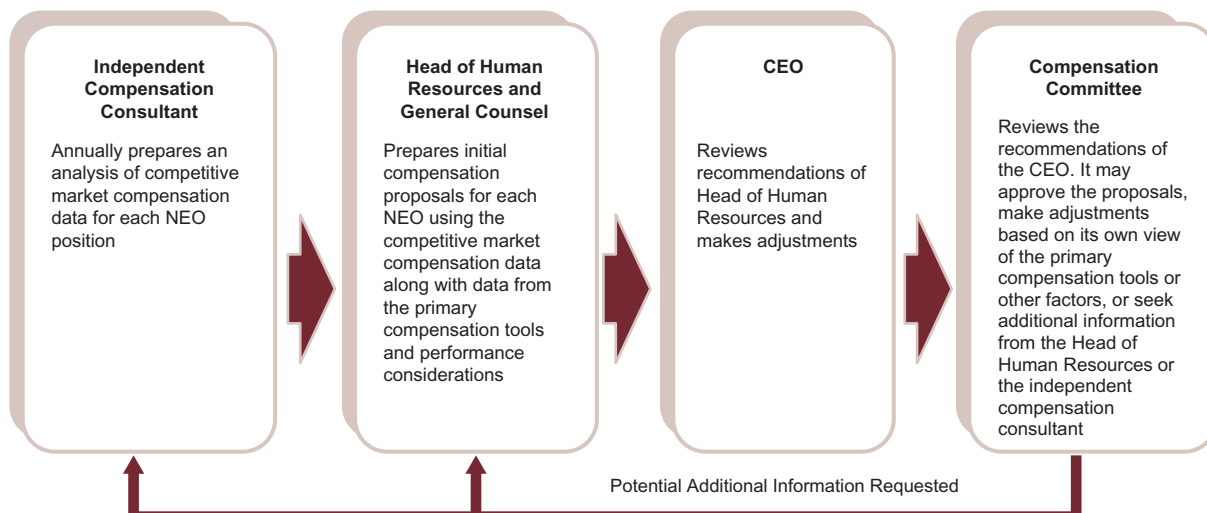 Independent
Compensation
Consultant
Annually prepares an
analysis of competitive
market compensation
data for each NEO
position
Head of Human
Resources and
General Counsel
Prepares initial
compensation
proposals for each
NEO using the
competitive market
compensation data
along with data from
the primary
compensation tools
and performance
considerations
CEO
Reviews
recommendations of
Head of Human
Resources and
makes adjustments
Compensation
Committee
Reviews the
recommendations of
the CEO. It may
approve the proposals,
make adjustments
based on its own view
of the primary
compensation tools or
other factors, or seek
additional information
from the Head of
Human Resources or
the independent
compensation
consultant
Potential Additional Information Requested